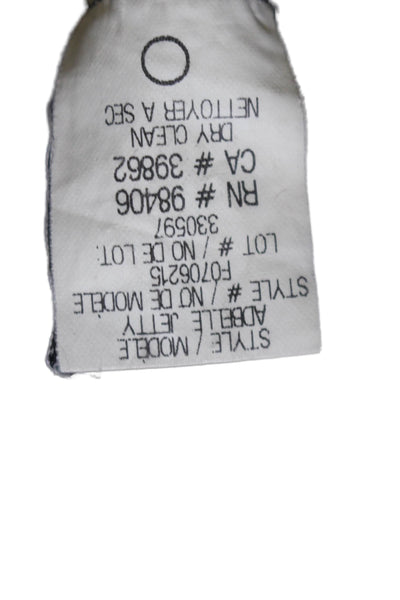 STYLE / MODÈLE
ADBELLE JETTY
STYLE # / NO DE MODÈLE
F0706215
LOT # / NO DE LOT:
330597
RN # 98406
CA # 39862
DRY CLEAN
NETTOYER A SEC